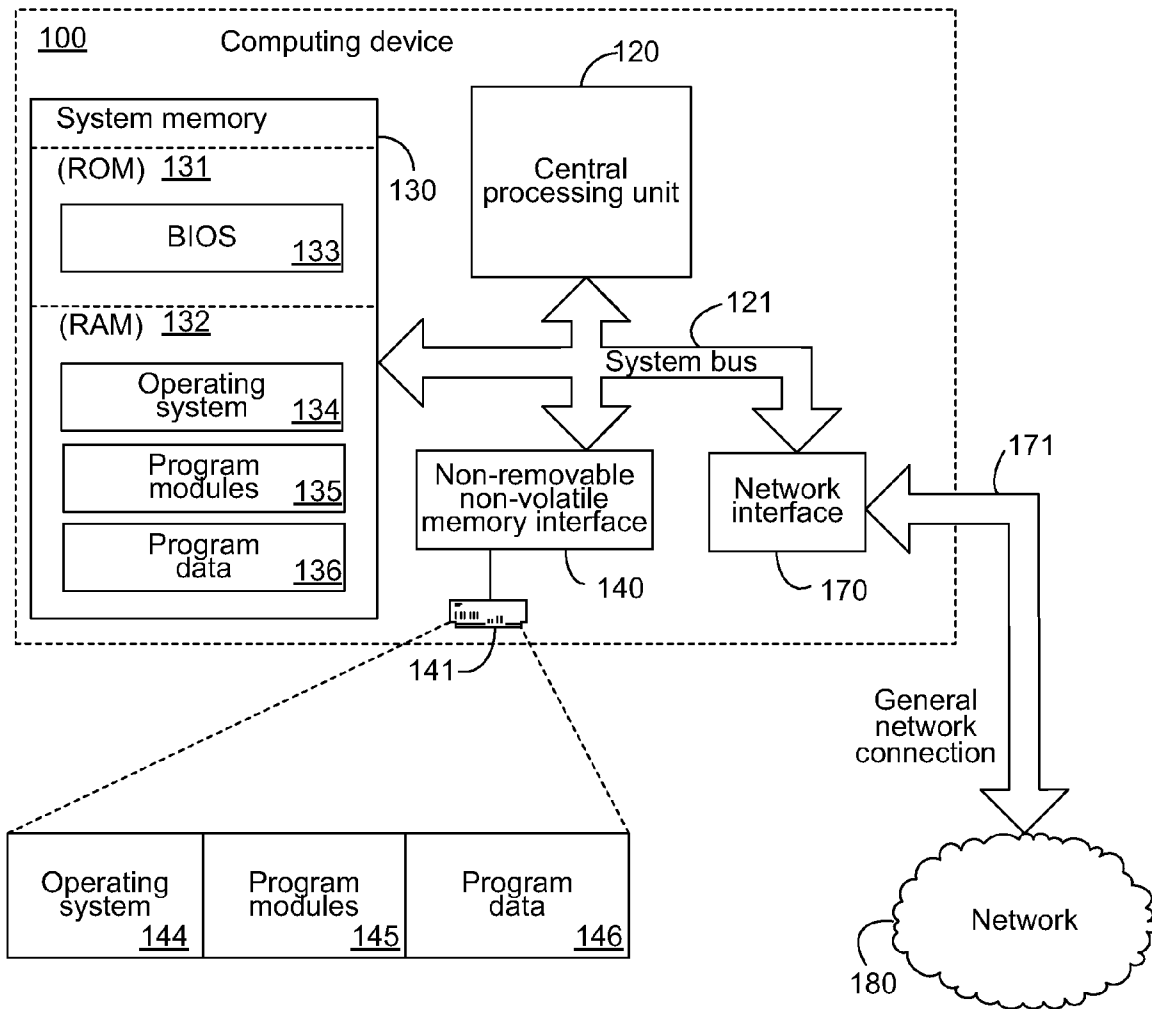 100
Computing device
120
System memory
(ROM) 131
130
BIOS
133
Central
processing unit
(RAM) 132
121
System bus
Operating
system
134
Program
modules
135
Program
data
136
Non-removable
non-volatile
memory interface
140
Network
interface
170
171
141
General
network
connection
Operating
system
144
Program
modules
145
Program
data
146
Network
180